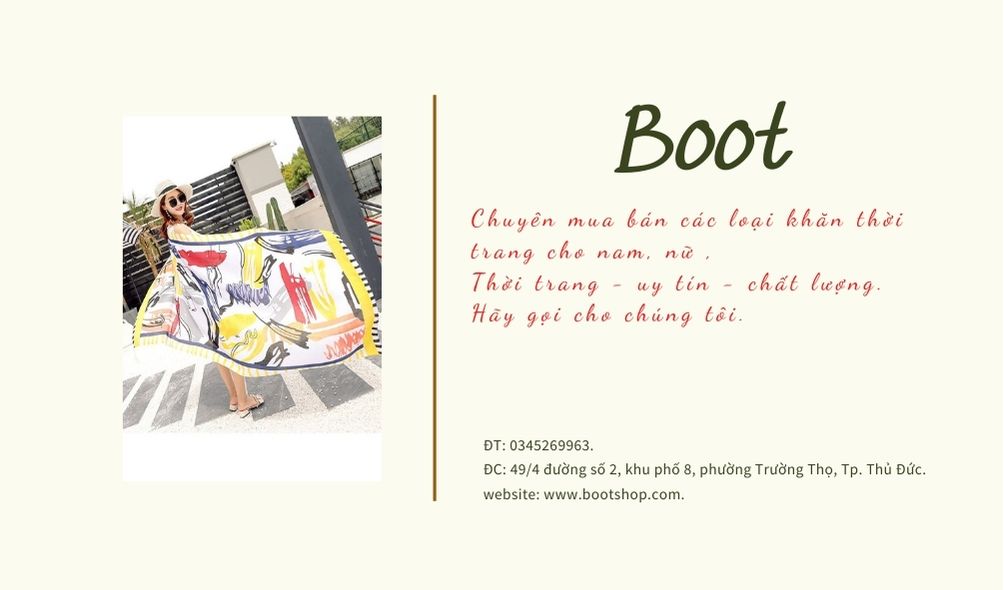 Boot
Chuyên mua bán các loại khăn thời
trang cho nam, nữ ,
Thời trang - uy tín - chất lượng.
Hãy gọi cho chúng tôi.
ĐT: 0345269963.
ĐC: 49/4 đường số 2, khu phố 8, phường Trường Thọ, Tp. Thủ Đức.
website: www.bootshop.com.